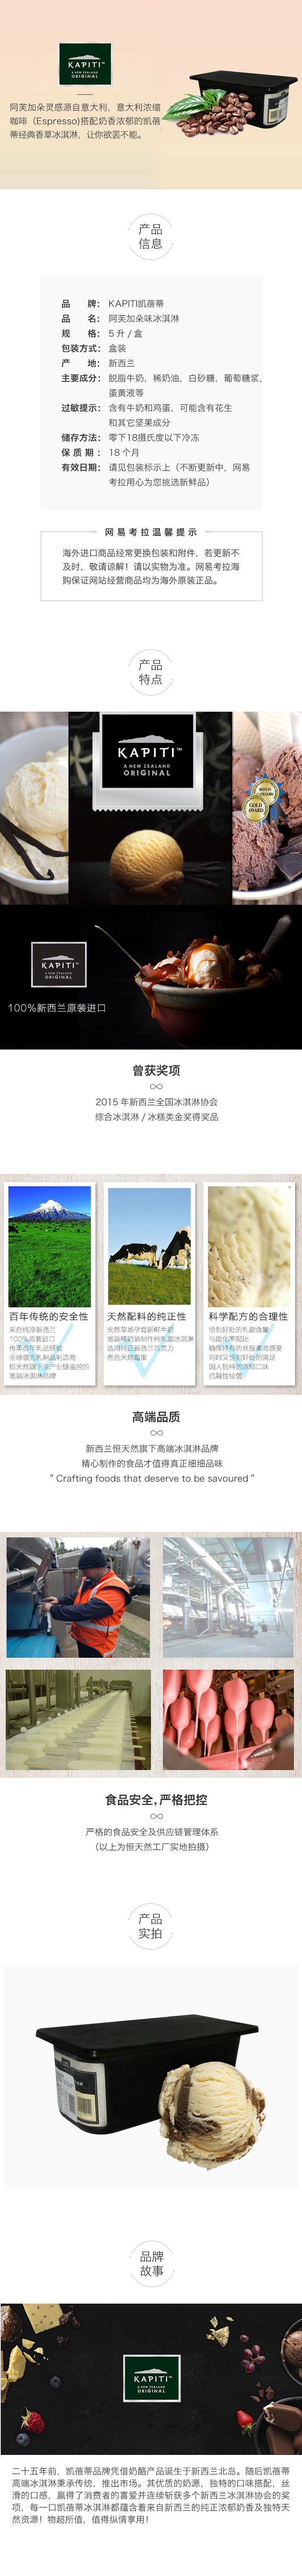 KAPITI™
A NEW ZEALAND
ORIGINAL
阿芙加朵灵感源自意大利，意大利浓缩
咖啡（Espresso)搭配奶香浓郁的凯蓓
蒂经典香草冰淇淋，让你欲罢不能。
产品
信息
品 牌： KAPITI凯蓓蒂
品 名： 阿芙加朵味冰淇淋
规 格： 5 升 / 盒
包装方式： 盒装
产 地： 新西兰
主要成分： 脱脂牛奶，稀奶油，白砂糖，葡萄糖浆，
蛋黄液等
过敏提示： 含有牛奶和鸡蛋，可能含有花生
和其它坚果成分
储存方法： 零下18摄氏度以下冷冻
保 质 期 ： 18 个月
有效日期： 请见包装标示上（不断更新中，网易
考拉用心为您挑选新鲜品）
网易考拉温馨提示
海外进口商品经常更换包装和附件，若更新不
及时，敬请谅解！请以实物为准。网易考拉海
购保证网站经营商品均为海外原装正品。
产品
特点
KAPITI™
A NEW ZEALAND
ORIGINAL
BEST IN
CATEGORY
GOLD
AWARD
KAPITI™
A NEW ZEALAND
ORIGINAL
100%新西兰原装进口
曾获奖项
2015 年新西兰全国冰淇淋协会
综合冰淇淋 / 冰糕类金奖得奖品
百年传统的安全性
来自纯净新西兰
100%原装进口
传承百年乳品经验
全球领先乳制品制造商
恒天然旗下全产业链监控的
高端冰淇淋品牌
天然配料的纯正性
天然草场孕育新鲜牛奶
高端稀奶油制作纯乳脂冰淇淋
选用纯正新西兰巧克力
原色天然品质
科学配方的合理性
恰到好处的乳脂含量
与膨化率配比
确保特有的丝般柔滑感受
同时又恰到好处的满足
国人独特的浓郁口味
抗融性较强
高端品质
新西兰恒天然旗下高端冰淇淋品牌
精心制作的食品才值得真正细细品味
" Crafting foods that deserve to be savoured "
食品安全，严格把控
严格的食品安全及供应链管理体系
（以上为恒天然工厂实地拍摄）
产品
实拍
品牌
故事
KAPITI™
A NEW ZEALAND
ORIGINAL
二十五年前，凯蓓蒂品牌凭借奶酪产品诞生于新西兰北岛。随后凯蓓蒂
高端冰淇淋秉承传统，推出市场。其优质的奶源，独特的口味搭配，丝
滑的口感，赢得了消费者的喜爱并连续斩获多个新西兰冰淇淋协会的奖
项，每一口凯蓓蒂冰淇淋都蕴含着来自新西兰的纯正浓郁奶香及独特天
然资源！物超所值，值得纵情享用！